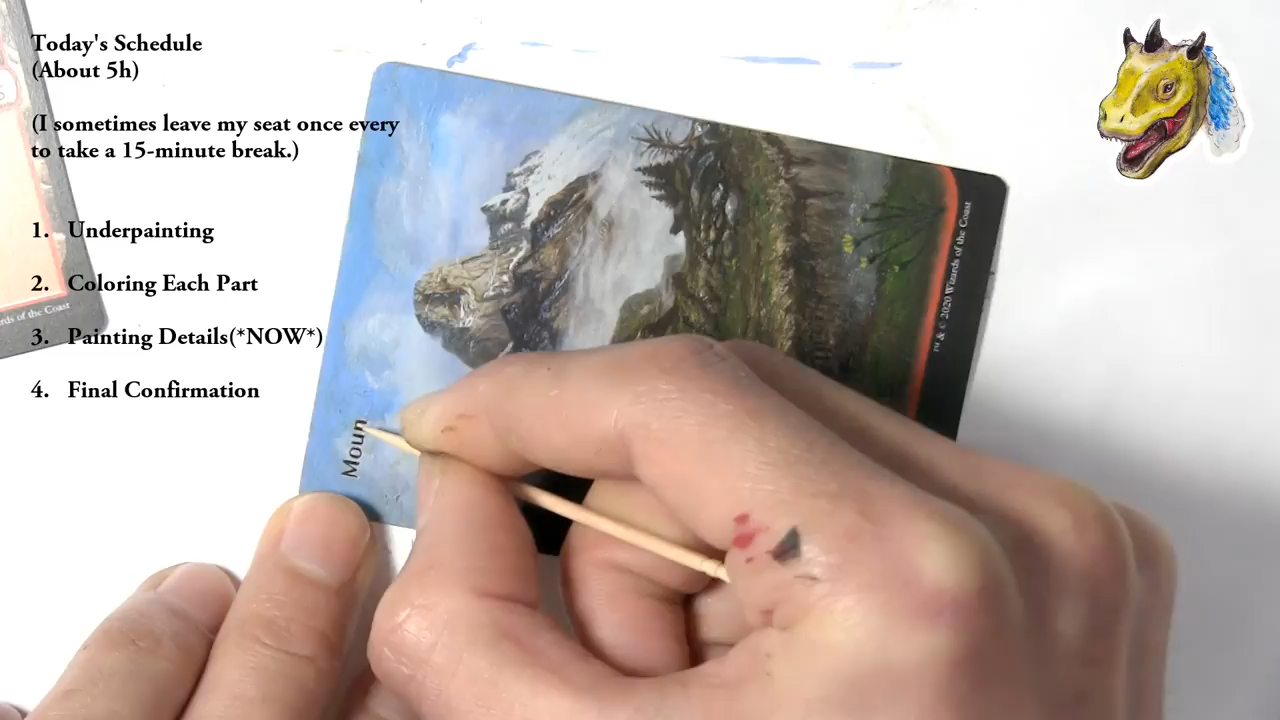 Today's Schedule
(About 5h)
(I sometimes leave my seat once every
to take a 15-minute break.)
1. Underpainting
2. Coloring Each Part
3. Painting Details(*NOW*)
4. Final Confirmation
Moun
™ & © 2020 Wizards of the Coast
rds of the Coast